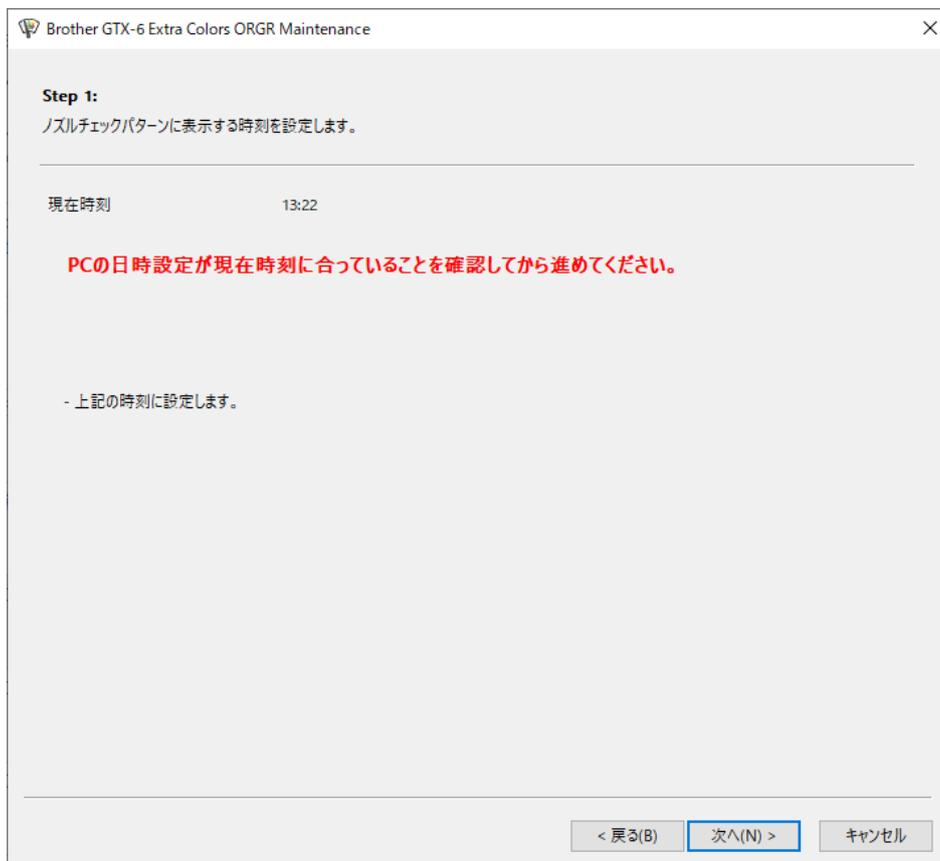 Brother GTX-6 Extra Colors ORGR Maintenance
Step 1:
ノズルチェックパターンに表示する時刻を設定します。
現在時刻 13:22
PCの日時設定が現在時刻に合っていることを確認してから進めてください。
- 上記の時刻に設定します。
< 戻る(B) 次へ(N) > キャンセル